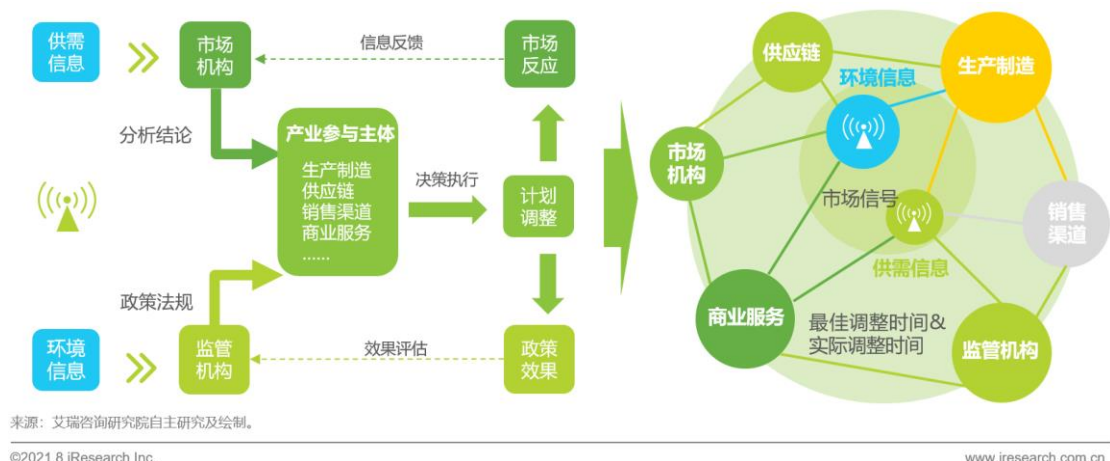 供需
信息
市场
机构
信息反馈
市场
反应
分析结论
产业参与主体
生产制造
供应链
销售渠道
商业服务
......
决策执行
计划
调整
政策法规
环境
信息
监管
机构
效果评估
政策
效果
供应链
生产制造
环境信息
市场
机构
市场信号
销售
渠道
供需信息
商业服务
最佳调整时间&
实际调整时间
监管机构
来源：艾瑞咨询研究院自主研究及绘制。
©2021.8 iResearch Inc
www.iresearch.com.cn